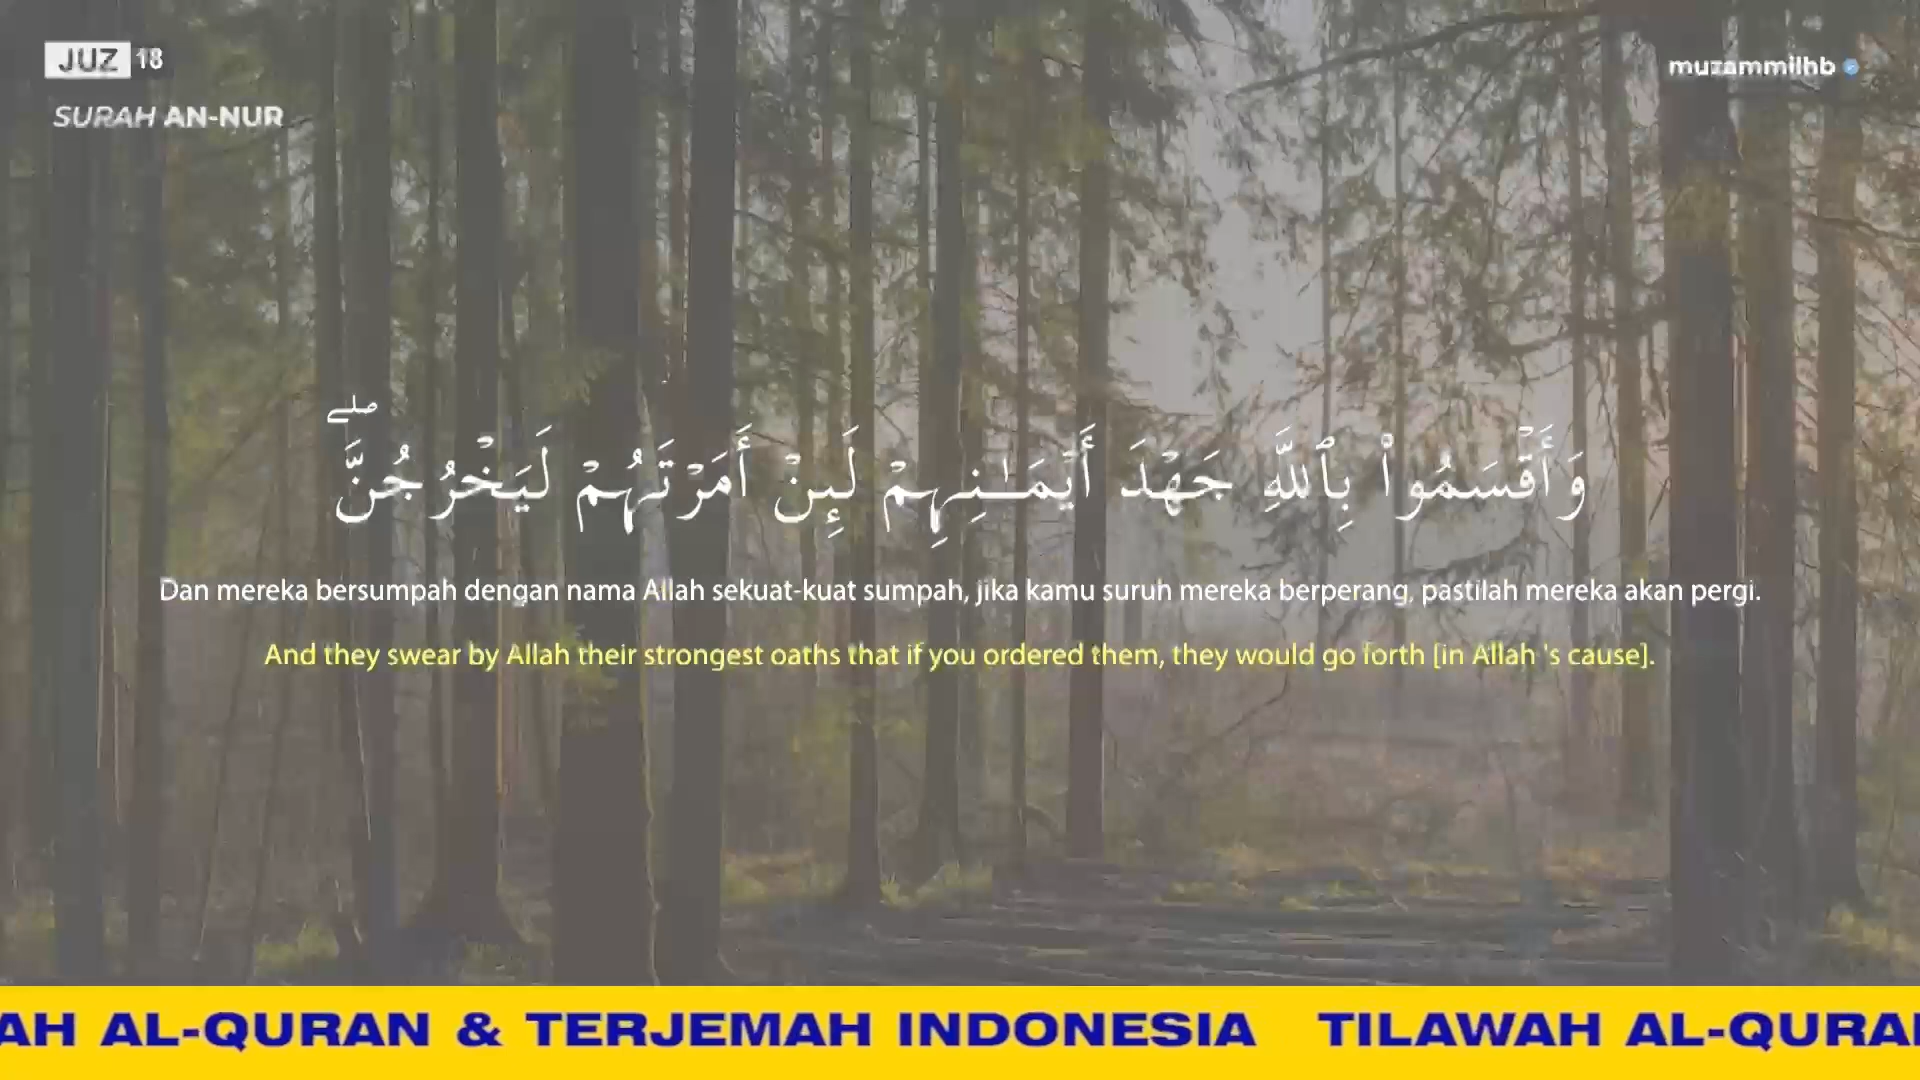 JUZ 18
muzammilhb
SURAH AN-NUR
وَأَقْسَمُوا۟ بِٱللَّهِ جَهْدَ أَيْمَـٰنِهِمْ لَئِنْ أَمَرْتَهُمْ لَيَخْرُجُنَّ ۖ
Dan mereka bersumpah dengan nama Allah sekuat-kuat sumpah, jika kamu suruh mereka berperang, pastilah mereka akan pergi.
And they swear by Allah their strongest oaths that if you ordered them, they would go forth [in Allah 's cause].
AH AL-QURAN & TERJEMAH INDONESIA TILAWAH AL-QURA